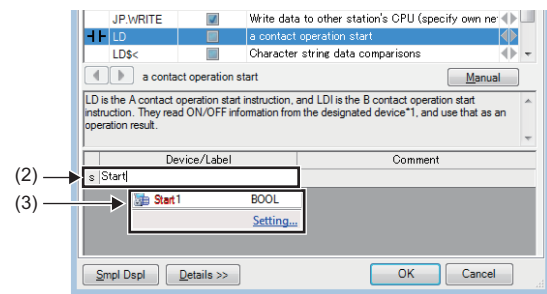 JP.WRITE Write data to other station's CPU (specify own ne
LD a contact operation start
LD$< Character string data comparisons
a contact operation start Manual
LD is the A contact operation start instruction, and LDI is the B contact operation start
instruction. They read ON/OFF information from the designated device*1, and use that as an
operation result.
Device/Label Comment
(2) s Start
(3) Start1 BOOL
Setting...
Smpl Dspl Details >> OK Cancel